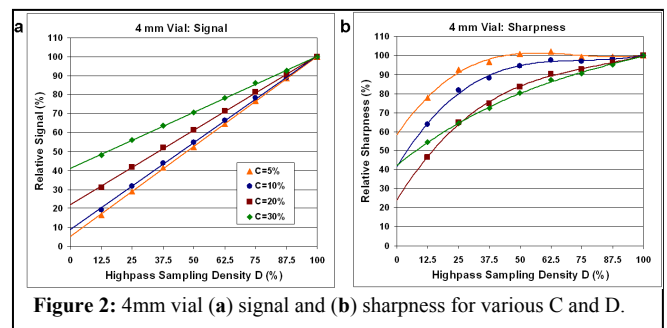 a
4 mm Vial: Signal
Relative Signal (%)
110
100
90
80
70
60
50
40
30
20
10
0
C=5%
C=10%
C=20%
C=30%
0 12.5 25 37.5 50 62.5 75 87.5 100
Highpass Sampling Density D (%)
b
4 mm Vial: Sharpness
Relative Sharpness (%)
110
100
90
80
70
60
50
40
30
20
10
0
0 12.5 25 37.5 50 62.5 75 87.5 100
Highpass Sampling Density D (%)
Figure 2: 4mm vial (a) signal and (b) sharpness for various C and D.